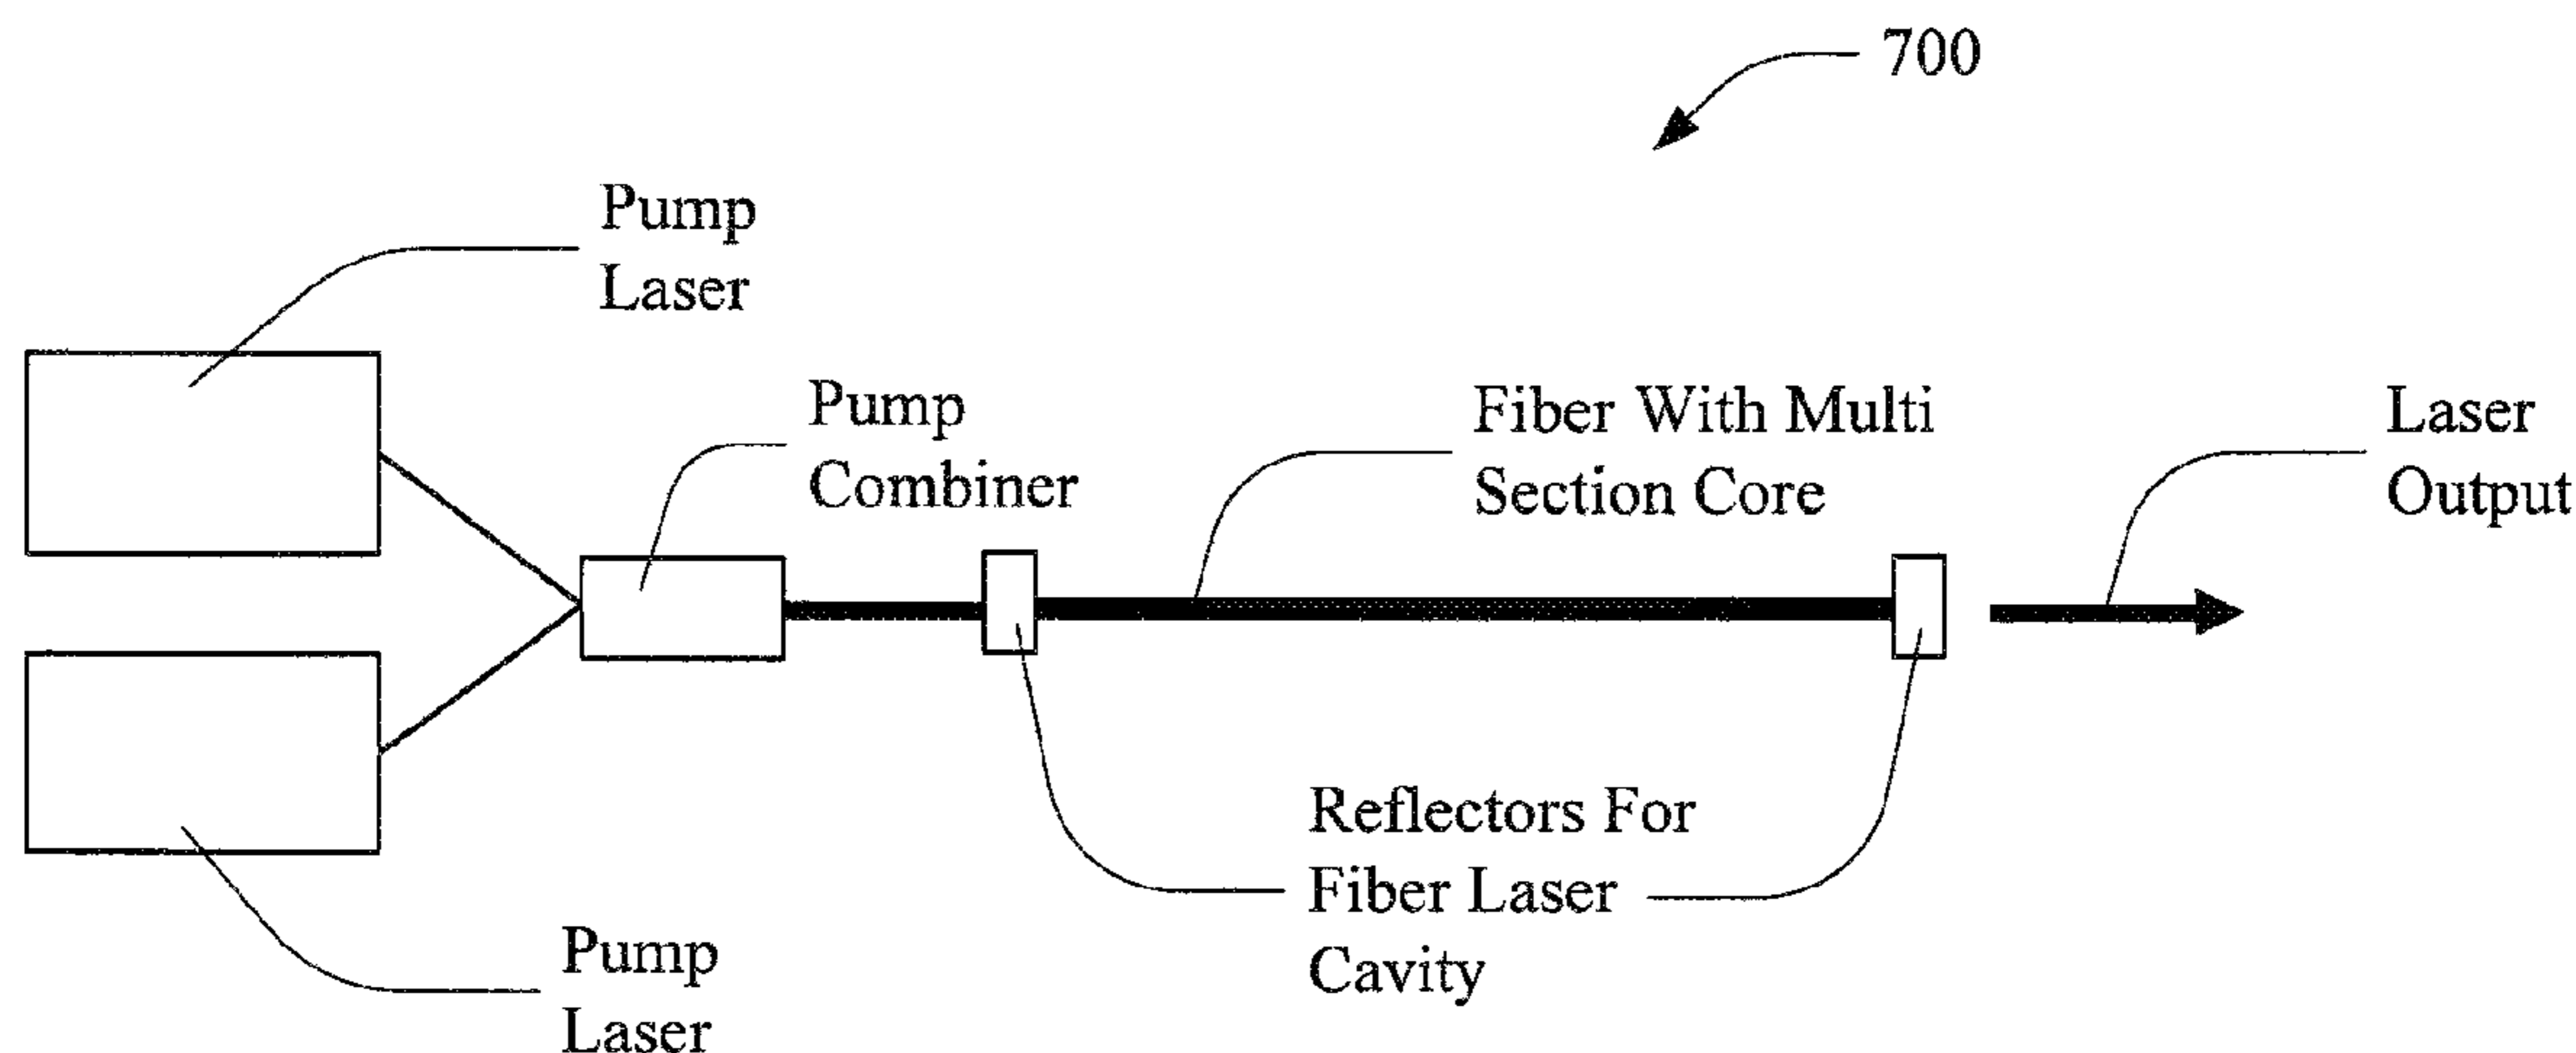 700
Pump
Laser
Pump
Combiner
Fiber With Multi
Section Core
Laser
Output
Reflectors For
Fiber Laser
Cavity
Pump
Laser